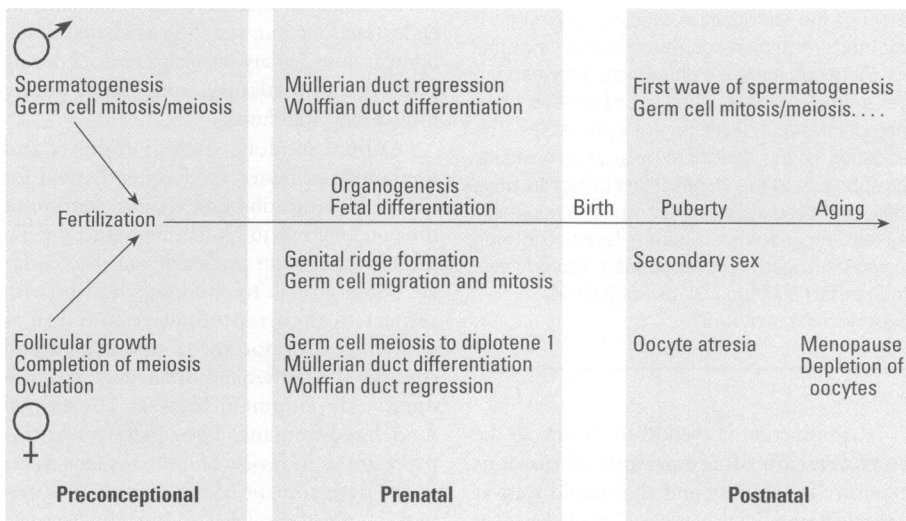 Spermatogenesis
Germ cell mitosis/meiosis
Müllerian duct regression
Wolffian duct differentiation
First wave of spermatogenesis
Germ cell mitosis/meiosis. . . .
Fertilization
Organogenesis
Fetal differentiation
Birth
Puberty
Aging
Genital ridge formation
Germ cell migration and mitosis
Secondary sex
Follicular growth
Completion of meiosis
Ovulation
Germ cell meiosis to diplotene 1
Müllerian duct differentiation
Wolffian duct regression
Oocyte atresia
Menopause
Depletion of
oocytes
Preconceptional
Prenatal
Postnatal